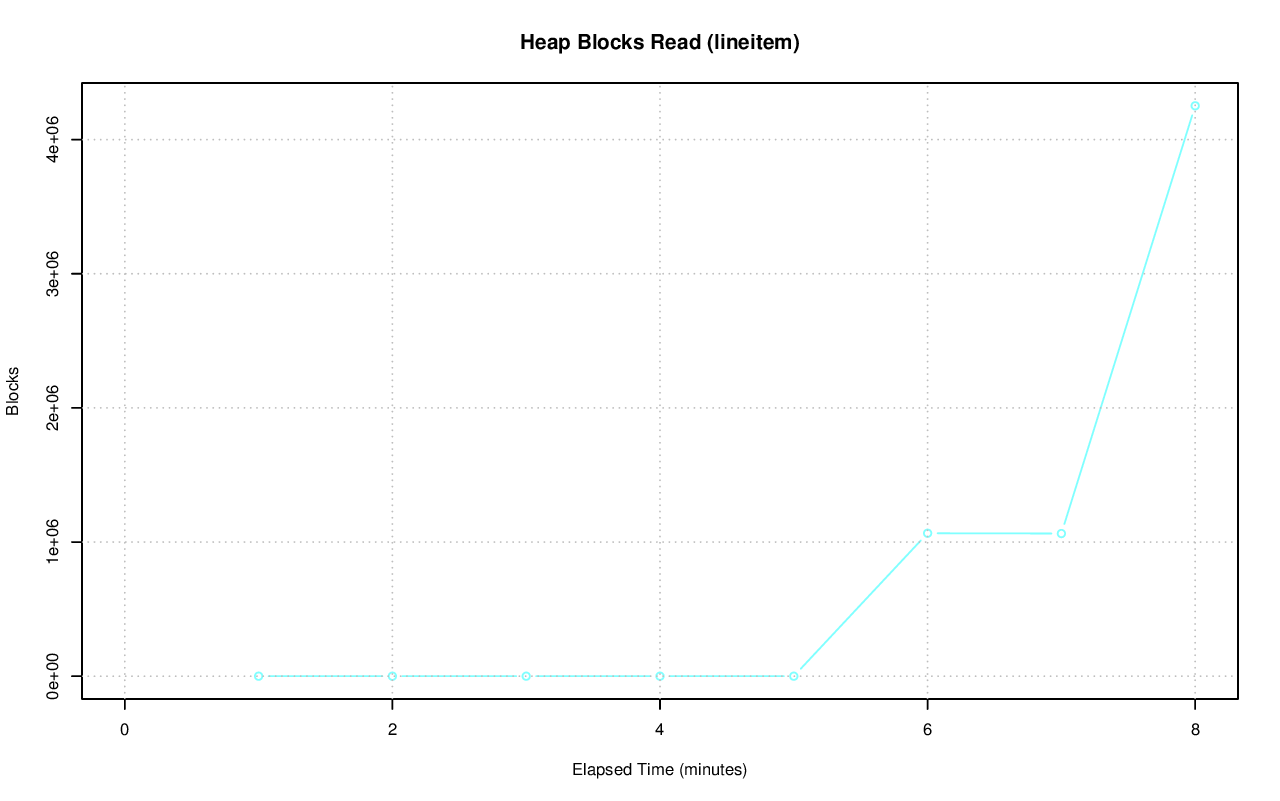 Heap Blocks Read (lineitem)
4e+06
3e+06
2e+06
1e+06
0e+00
Blocks
0 2 4 6 8
Elapsed Time (minutes)